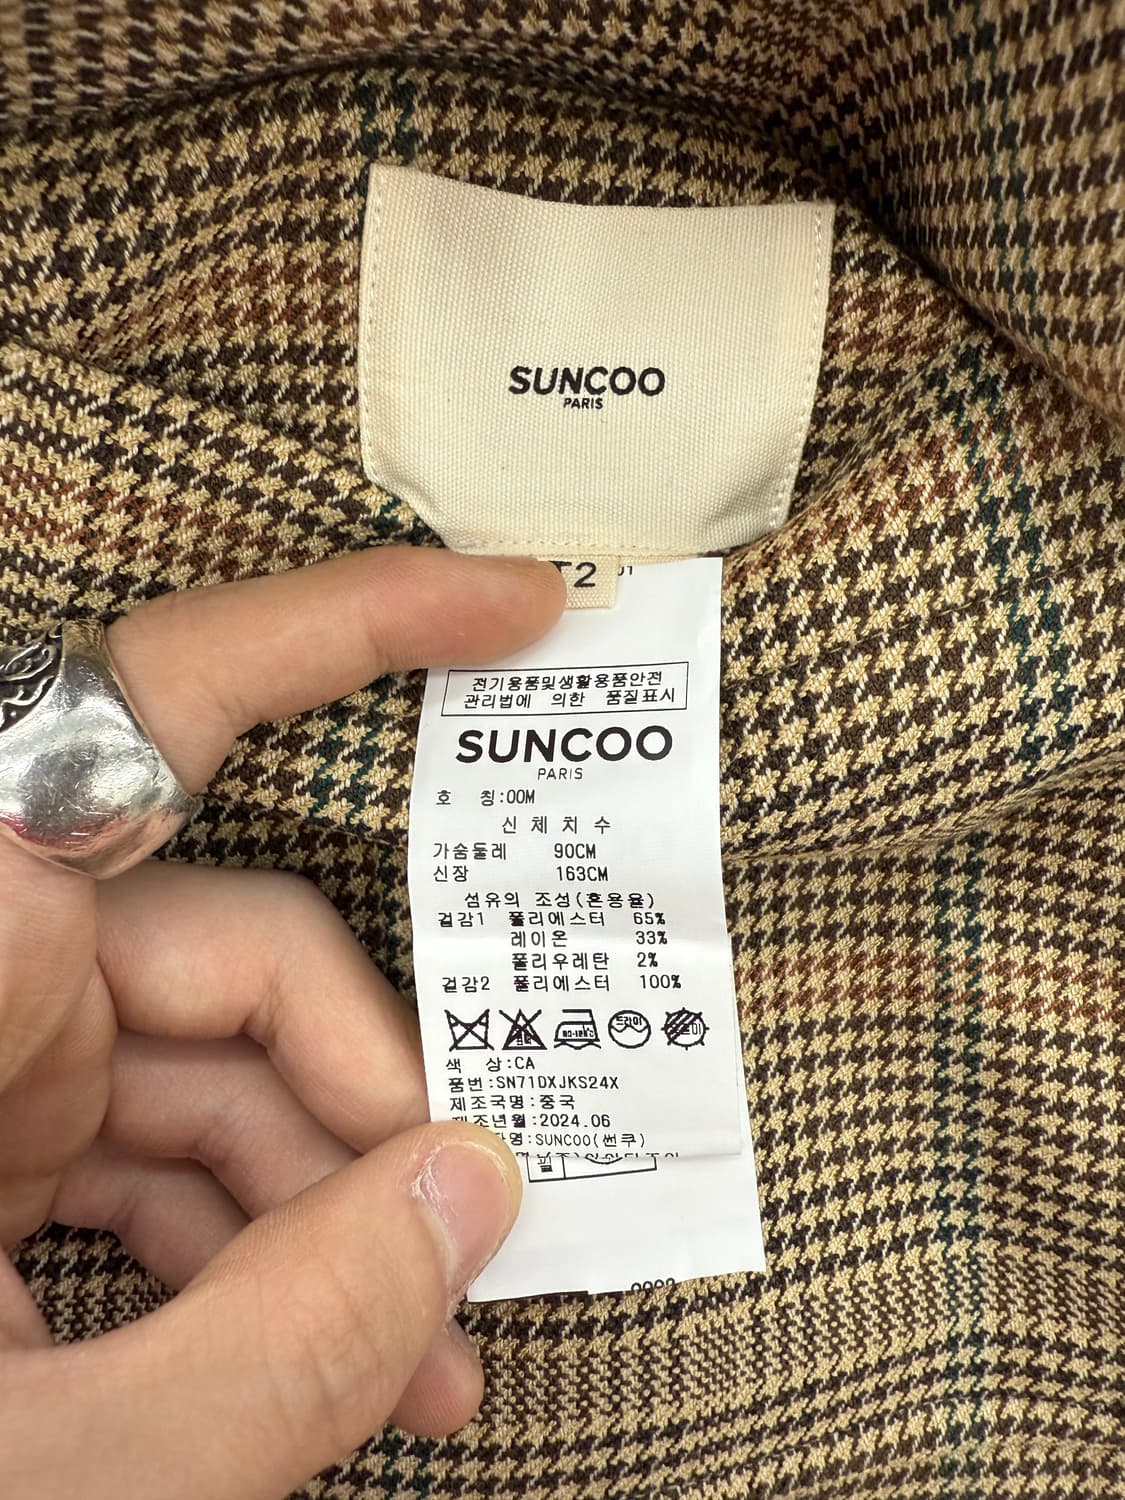 SUNCOO
PARIS
T2
01
전기용품및생활용품안전
관리법에 의한 품질표시
SUNCOO
PARIS
호 칭:00M
신 체 치 수
가슴둘레 90CM
신장 163CM
섬유의 조성(혼용율)
겉감1 폴리에스터 65%
레이온 33%
폴리우레탄 2%
겉감2 폴리에스터 100%
드라이
색 상:CA
품번:SN71DXJKS24X
제조국명:중국
제조년월:2024.06
명:SUNCOO(썬쿠)